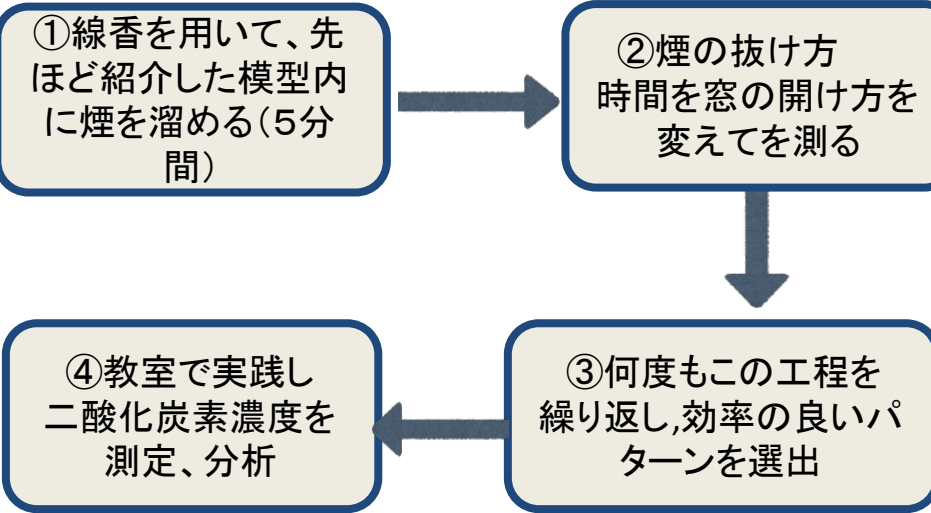 ①線香を用いて、先
ほど紹介した模型内
に煙を溜める(5分
間)
②煙の抜け方
時間を窓の開け方を
変えてを測る
③何度もこの工程を
繰り返し,効率の良いパ
ターンを選出
④教室で実践し
二酸化炭素濃度を
測定、分析